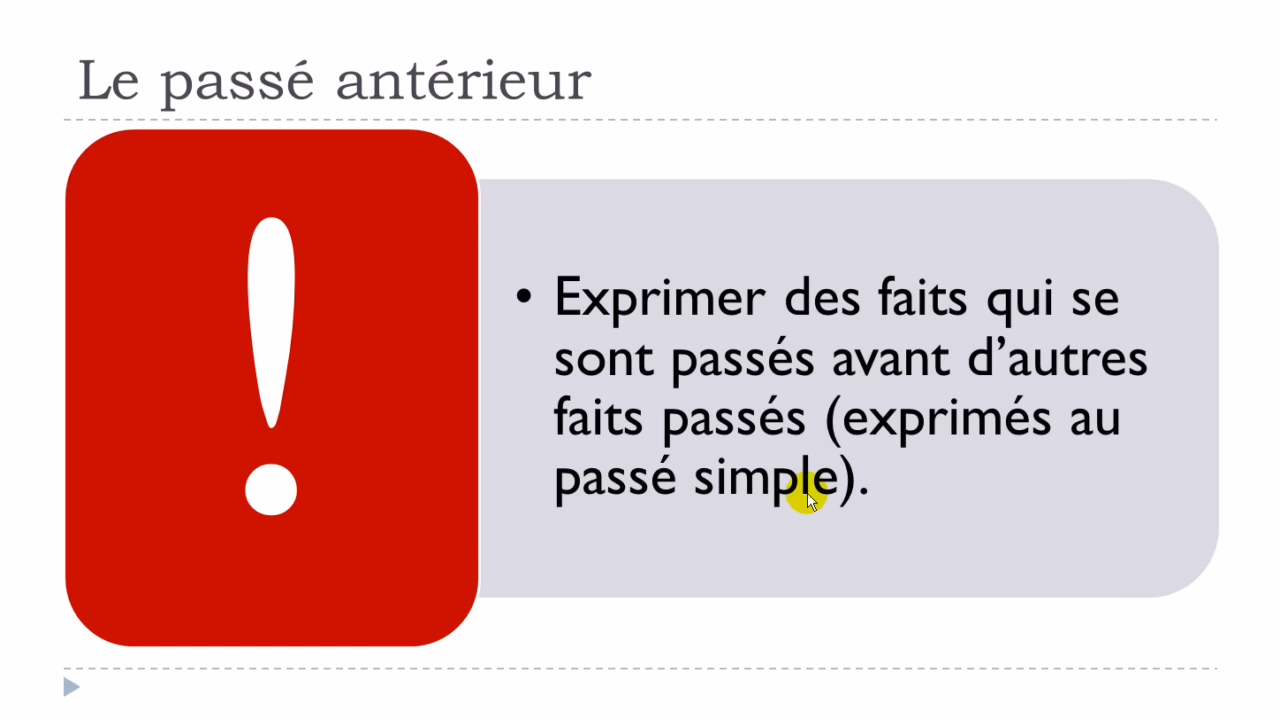 Le passé antérieur
!
• Exprimer des faits qui se
sont passés avant d’autres
faits passés (exprimés au
passé simple).